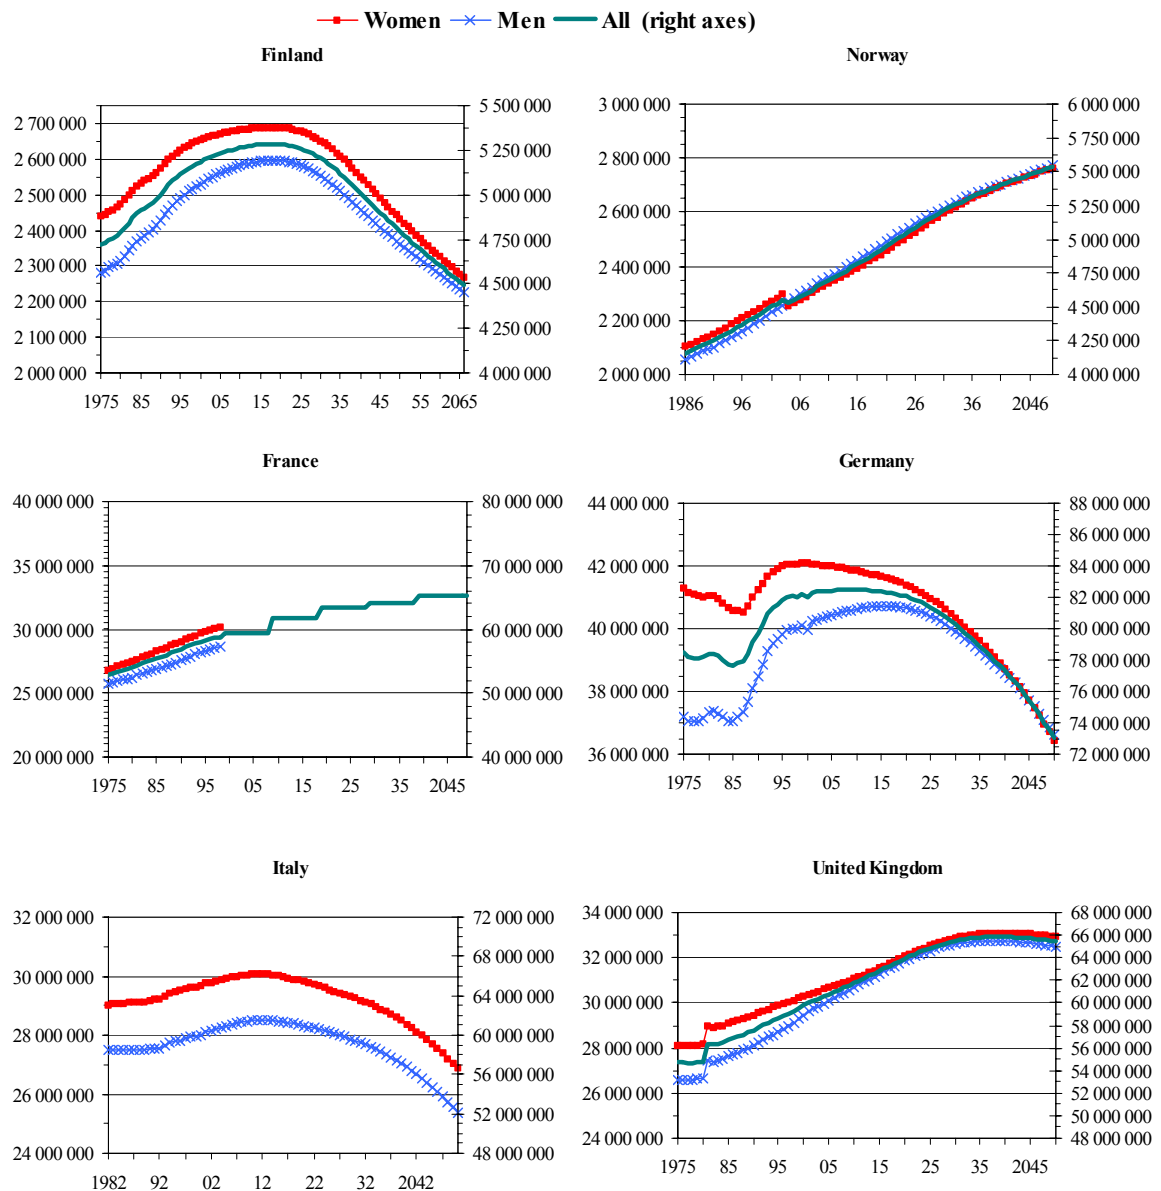 Women Men All (right axes)
Finland
5 500 000
2 700 000
5 250 000
2 600 000
2 500 000
5 000 000
2 400 000
4 750 000
2 300 000
4 500 000
2 200 000
4 250 000
2 100 000
2 000 000
4 000 000
1975 85 95 05 15 25 35 45 55 2065
Norway
3 000 000
6 000 000
5 750 000
2 800 000
5 500 000
2 600 000
5 250 000
5 000 000
2 400 000
4 750 000
4 500 000
2 200 000
4 250 000
2 000 000
4 000 000
1986 96 06 16 26 36 2046
France
40 000 000
80 000 000
35 000 000
70 000 000
30 000 000
60 000 000
25 000 000
50 000 000
20 000 000
40 000 000
1975 85 95 05 15 25 35 2045
Germany
44 000 000
88 000 000
86 000 000
42 000 000
84 000 000
82 000 000
40 000 000
80 000 000
78 000 000
38 000 000
76 000 000
74 000 000
36 000 000
72 000 000
1975 85 95 05 15 25 35 2045
Italy
32 000 000
72 000 000
68 000 000
30 000 000
64 000 000
28 000 000
60 000 000
56 000 000
26 000 000
52 000 000
24 000 000
48 000 000
1982 92 02 12 22 32 2042
United Kingdom
34 000 000
68 000 000
66 000 000
32 000 000
64 000 000
62 000 000
30 000 000
60 000 000
58 000 000
28 000 000
56 000 000
54 000 000
26 000 000
52 000 000
50 000 000
24 000 000
48 000 000
1975 85 95 05 15 25 35 2045